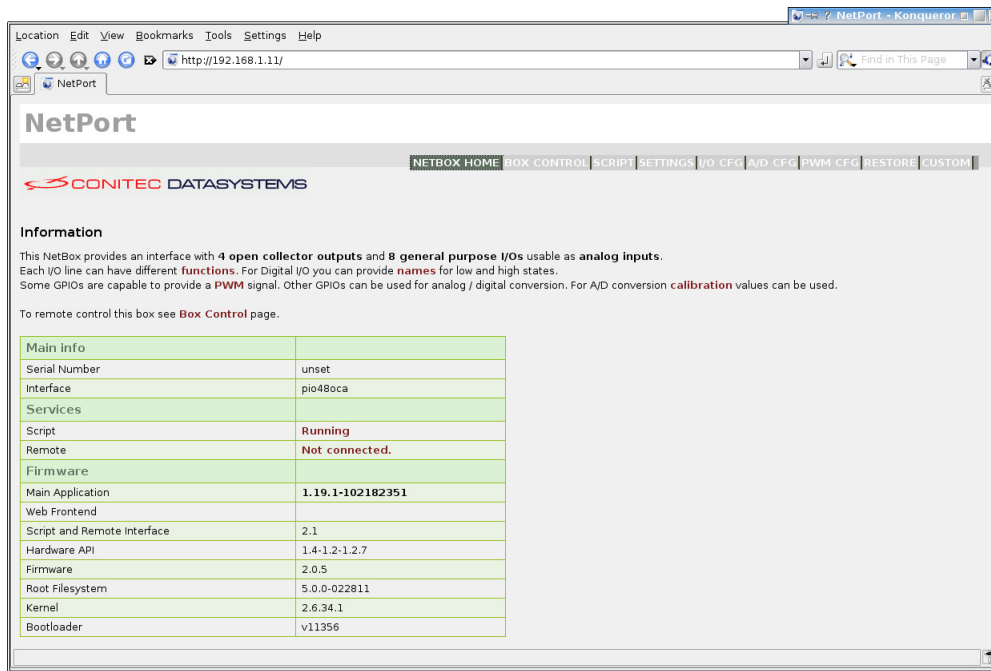 ? NetPort - Konqueror
Location Edit View Bookmarks Tools Settings Help
http://192.168.1.11/ Find in This Page
NetPort
NetPort
NETBOX HOME BOX CONTROL SCRIPT SETTINGS I/O CFG A/D CFG PWM CFG RESTORE CUSTOM
CONITEC DATASYSTEMS
Information
This NetBox provides an interface with 4 open collector outputs and 8 general purpose I/Os usable as analog inputs.
Each I/O line can have different functions. For Digital I/O you can provide names for low and high states.
Some GPIOs are capable to provide a PWM signal. Other GPIOs can be used for analog / digital conversion. For A/D conversion calibration values can be used.
To remote control this box see Box Control page.
Main info
Serial Number unset
Interface pio48oca
Services
Script Running
Remote Not connected.
Firmware
Main Application 1.19.1-102182351
Web Frontend
Script and Remote Interface 2.1
Hardware API 1.4-1.2-1.2.7
Firmware 2.0.5
Root Filesystem 5.0.0-022811
Kernel 2.6.34.1
Bootloader v11356